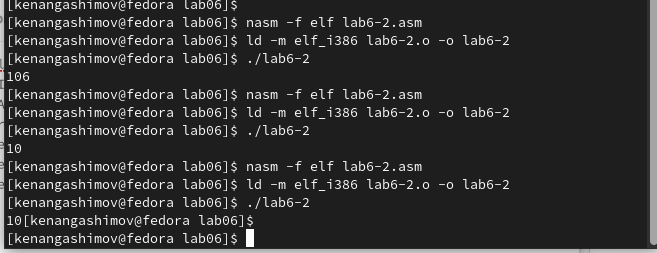 [kenangashimov@fedora lab06]$
[kenangashimov@fedora lab06]$ nasm -f elf lab6-2.asm
[kenangashimov@fedora lab06]$ ld -m elf_i386 lab6-2.o -o lab6-2
[kenangashimov@fedora lab06]$ ./lab6-2
106
[kenangashimov@fedora lab06]$ nasm -f elf lab6-2.asm
[kenangashimov@fedora lab06]$ ld -m elf_i386 lab6-2.o -o lab6-2
[kenangashimov@fedora lab06]$ ./lab6-2
10
[kenangashimov@fedora lab06]$ nasm -f elf lab6-2.asm
[kenangashimov@fedora lab06]$ ld -m elf_i386 lab6-2.o -o lab6-2
[kenangashimov@fedora lab06]$ ./lab6-2
10[kenangashimov@fedora lab06]$
[kenangashimov@fedora lab06]$